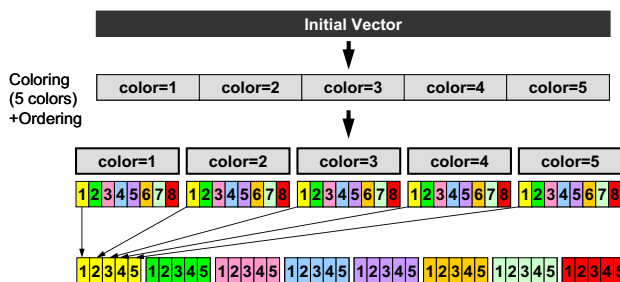 Initial Vector
Coloring
(5 colors)
+Ordering
color=1 color=2 color=3 color=4 color=5
color=1 color=2 color=3 color=4 color=5
12345678 12345678 12345678 12345678 12345678
12345 12345 12345 12345 12345 12345 12345 12345